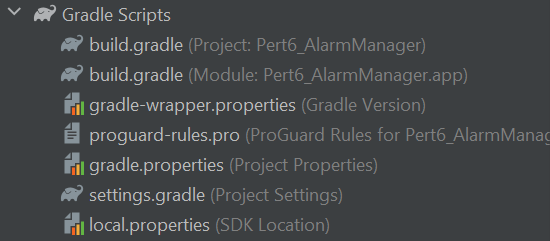 Gradle Scripts
build.gradle (Project: Pert6_AlarmManager)
build.gradle (Module: Pert6_AlarmManager.app)
gradle-wrapper.properties (Gradle Version)
proguard-rules.pro (ProGuard Rules for Pert6_AlarmManag
gradle.properties (Project Properties)
settings.gradle (Project Settings)
local.properties (SDK Location)